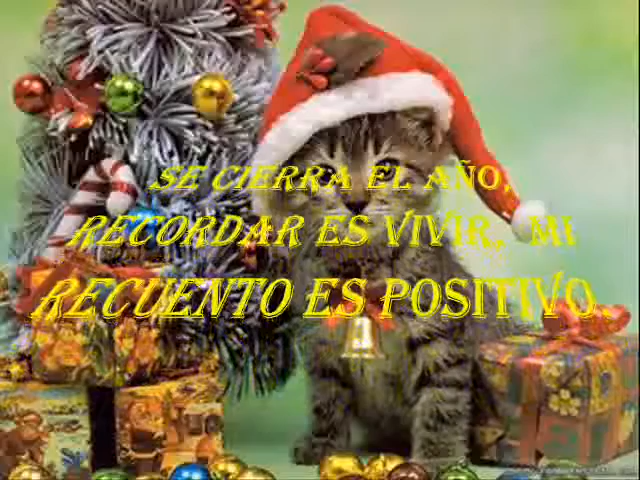 SE CIERRA EL AÑO,
RECORDAR ES VIVIR, MI
RECUENTO ES POSITIVO.